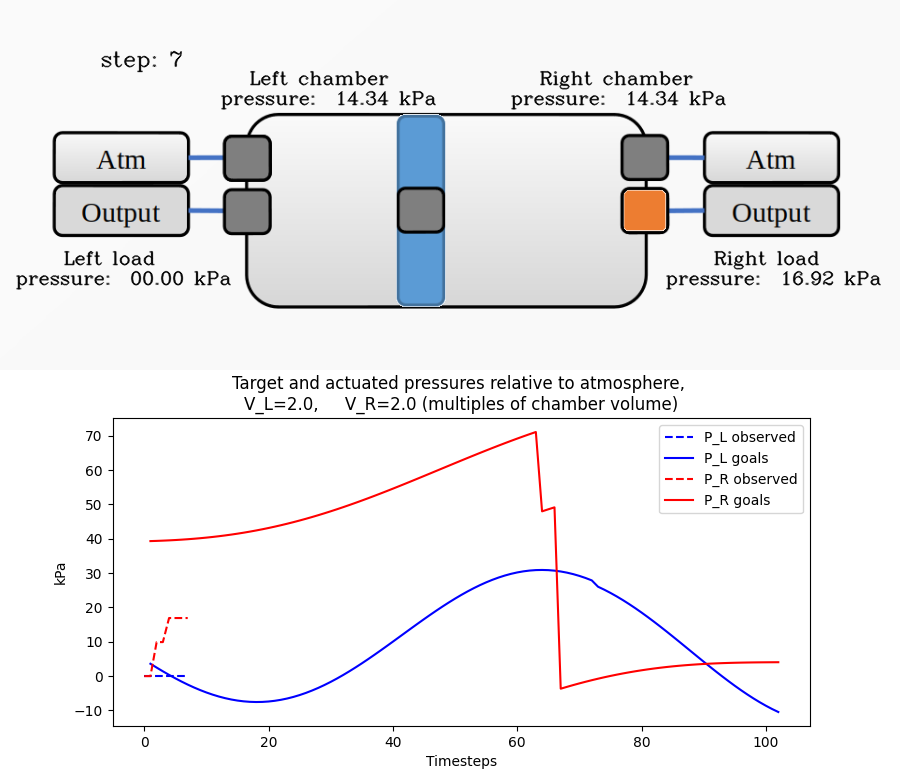 step: 7
Left chamber
pressure: 14.34 kPa
Right chamber
pressure: 14.34 kPa
Atm
Output
Atm
Output
Left load
pressure: 00.00 kPa
Right load
pressure: 16.92 kPa
Target and actuated pressures relative to atmosphere,
V_L=2.0, V_R=2.0 (multiples of chamber volume)
P_L observed
P_L goals
P_R observed
P_R goals
kPa
70
60
50
40
30
20
10
0
−10
0 20 40 60 80 100
Timesteps